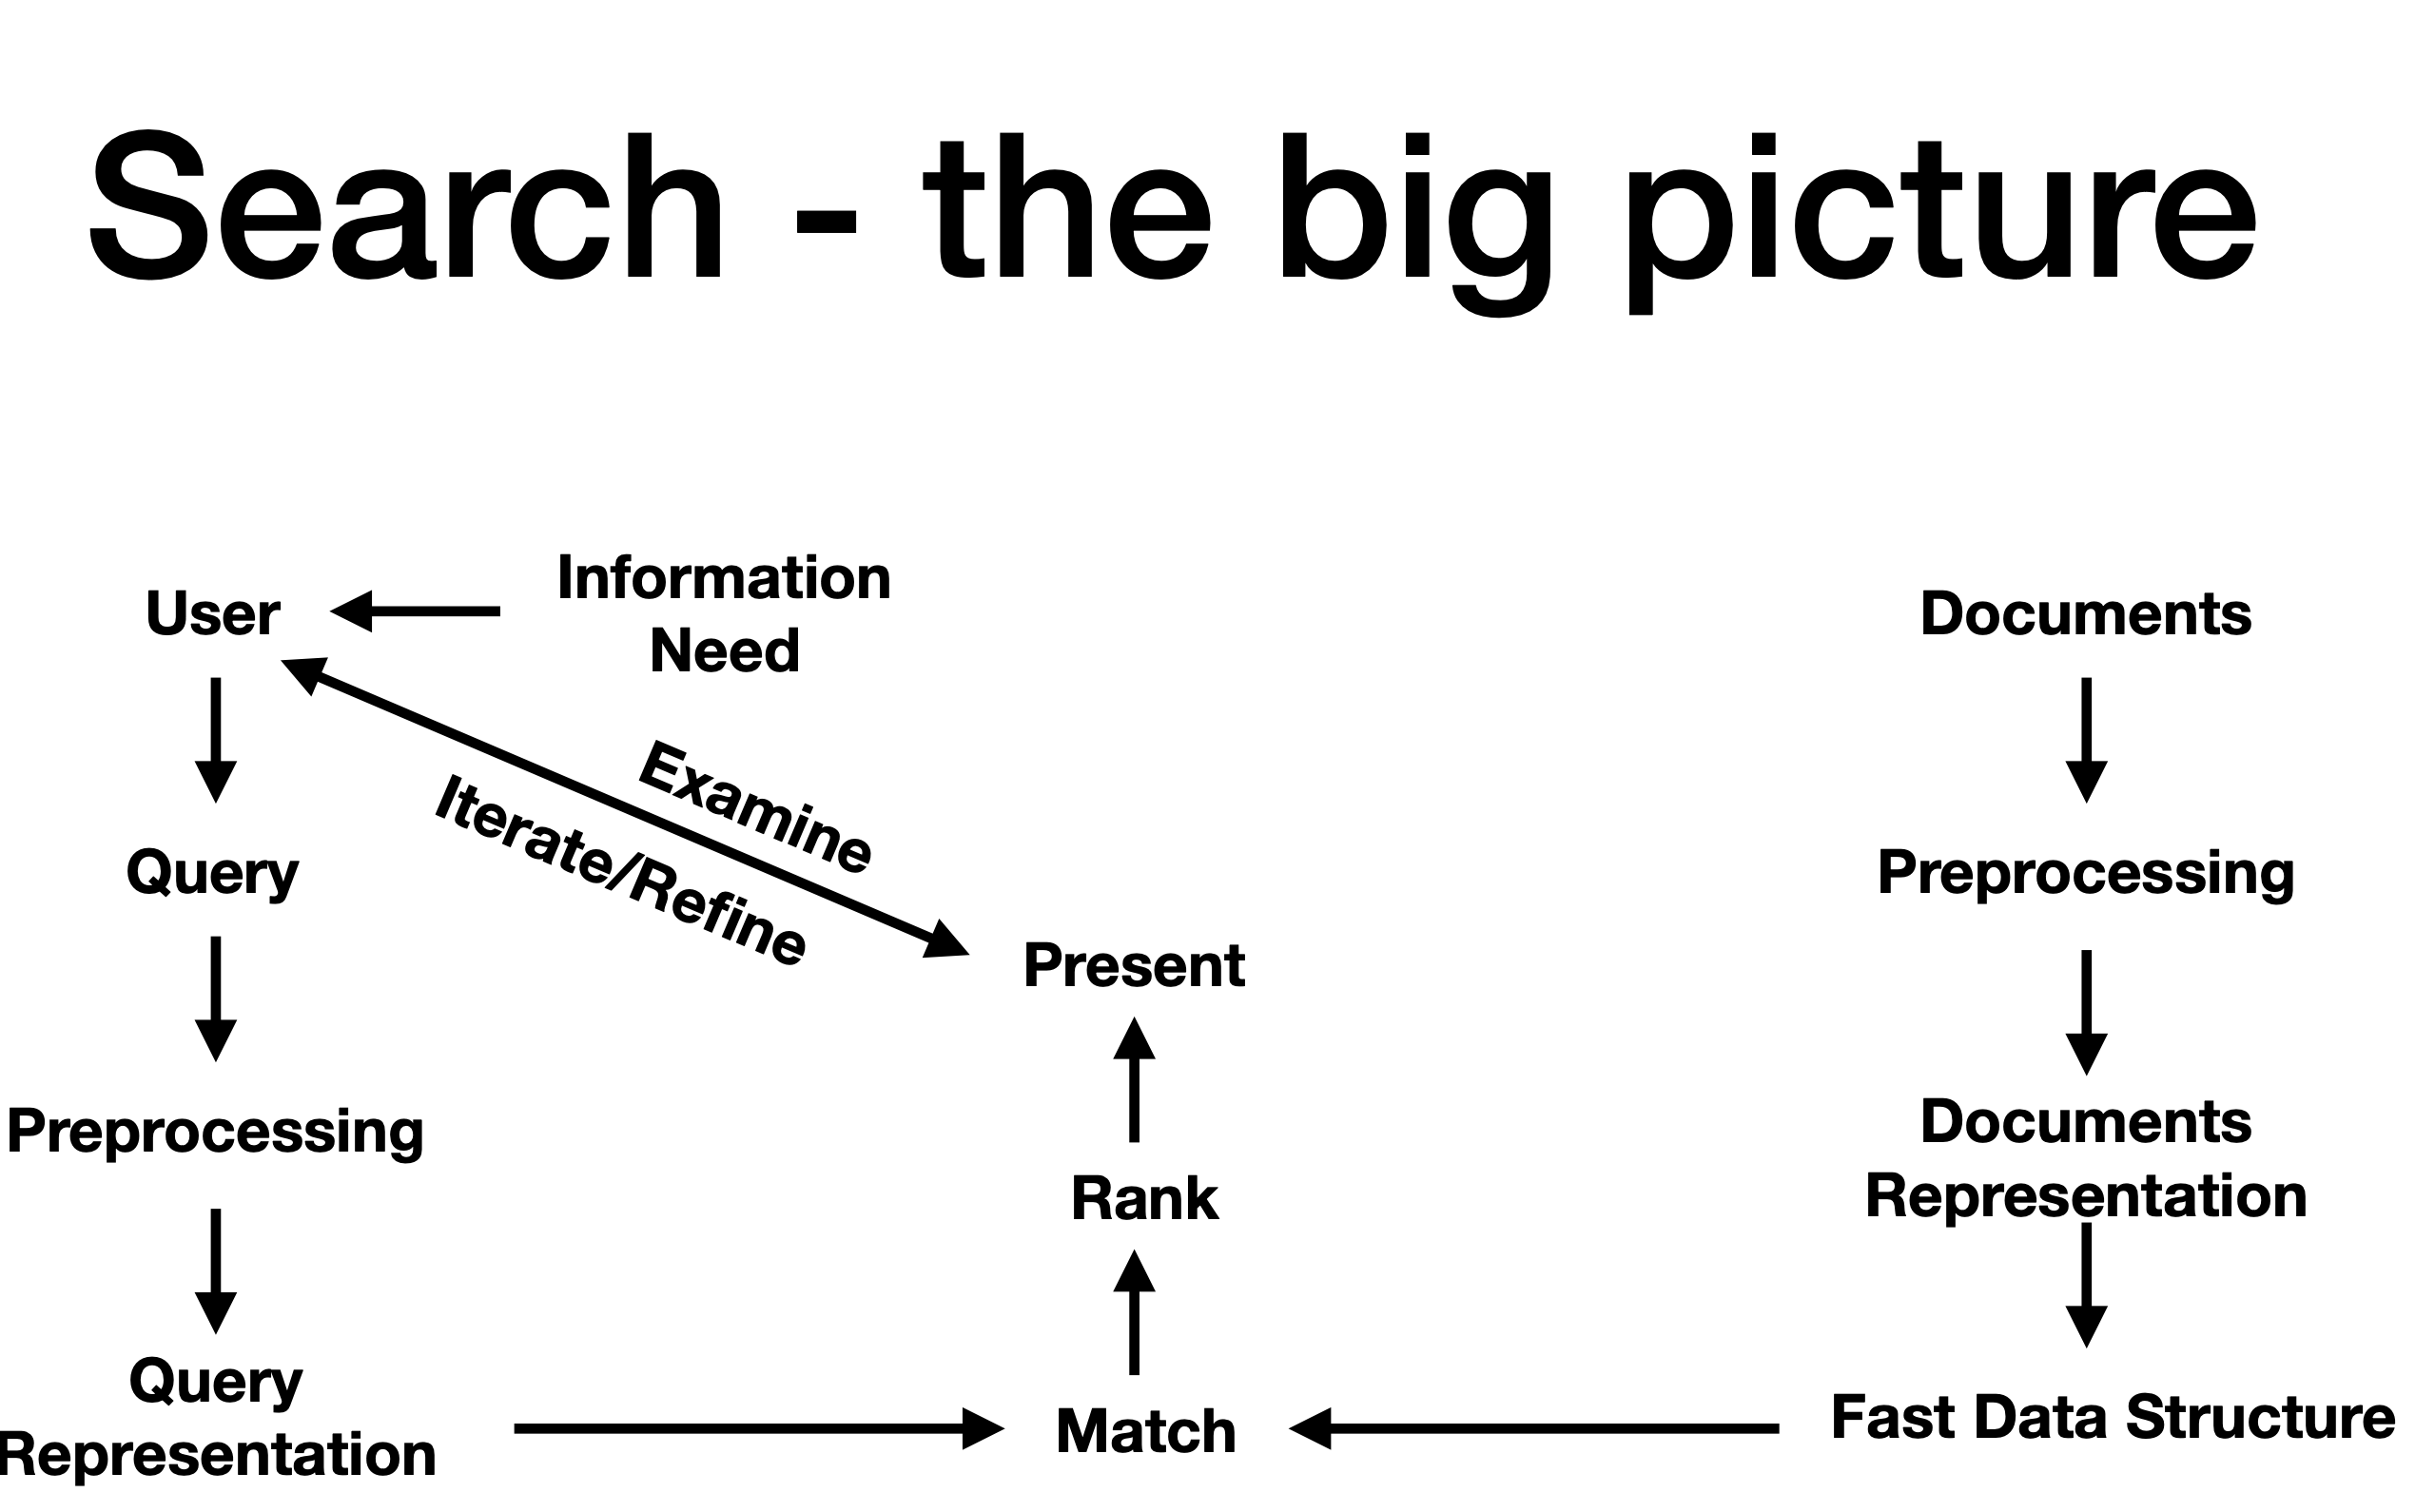 Search - the big picture
User
Information
Need
Documents
Examine
Iterate/Refine
Query
Preprocessing
Present
Preprocessing
Documents
Representation
Rank
Query
Representation
Match
Fast Data Structure